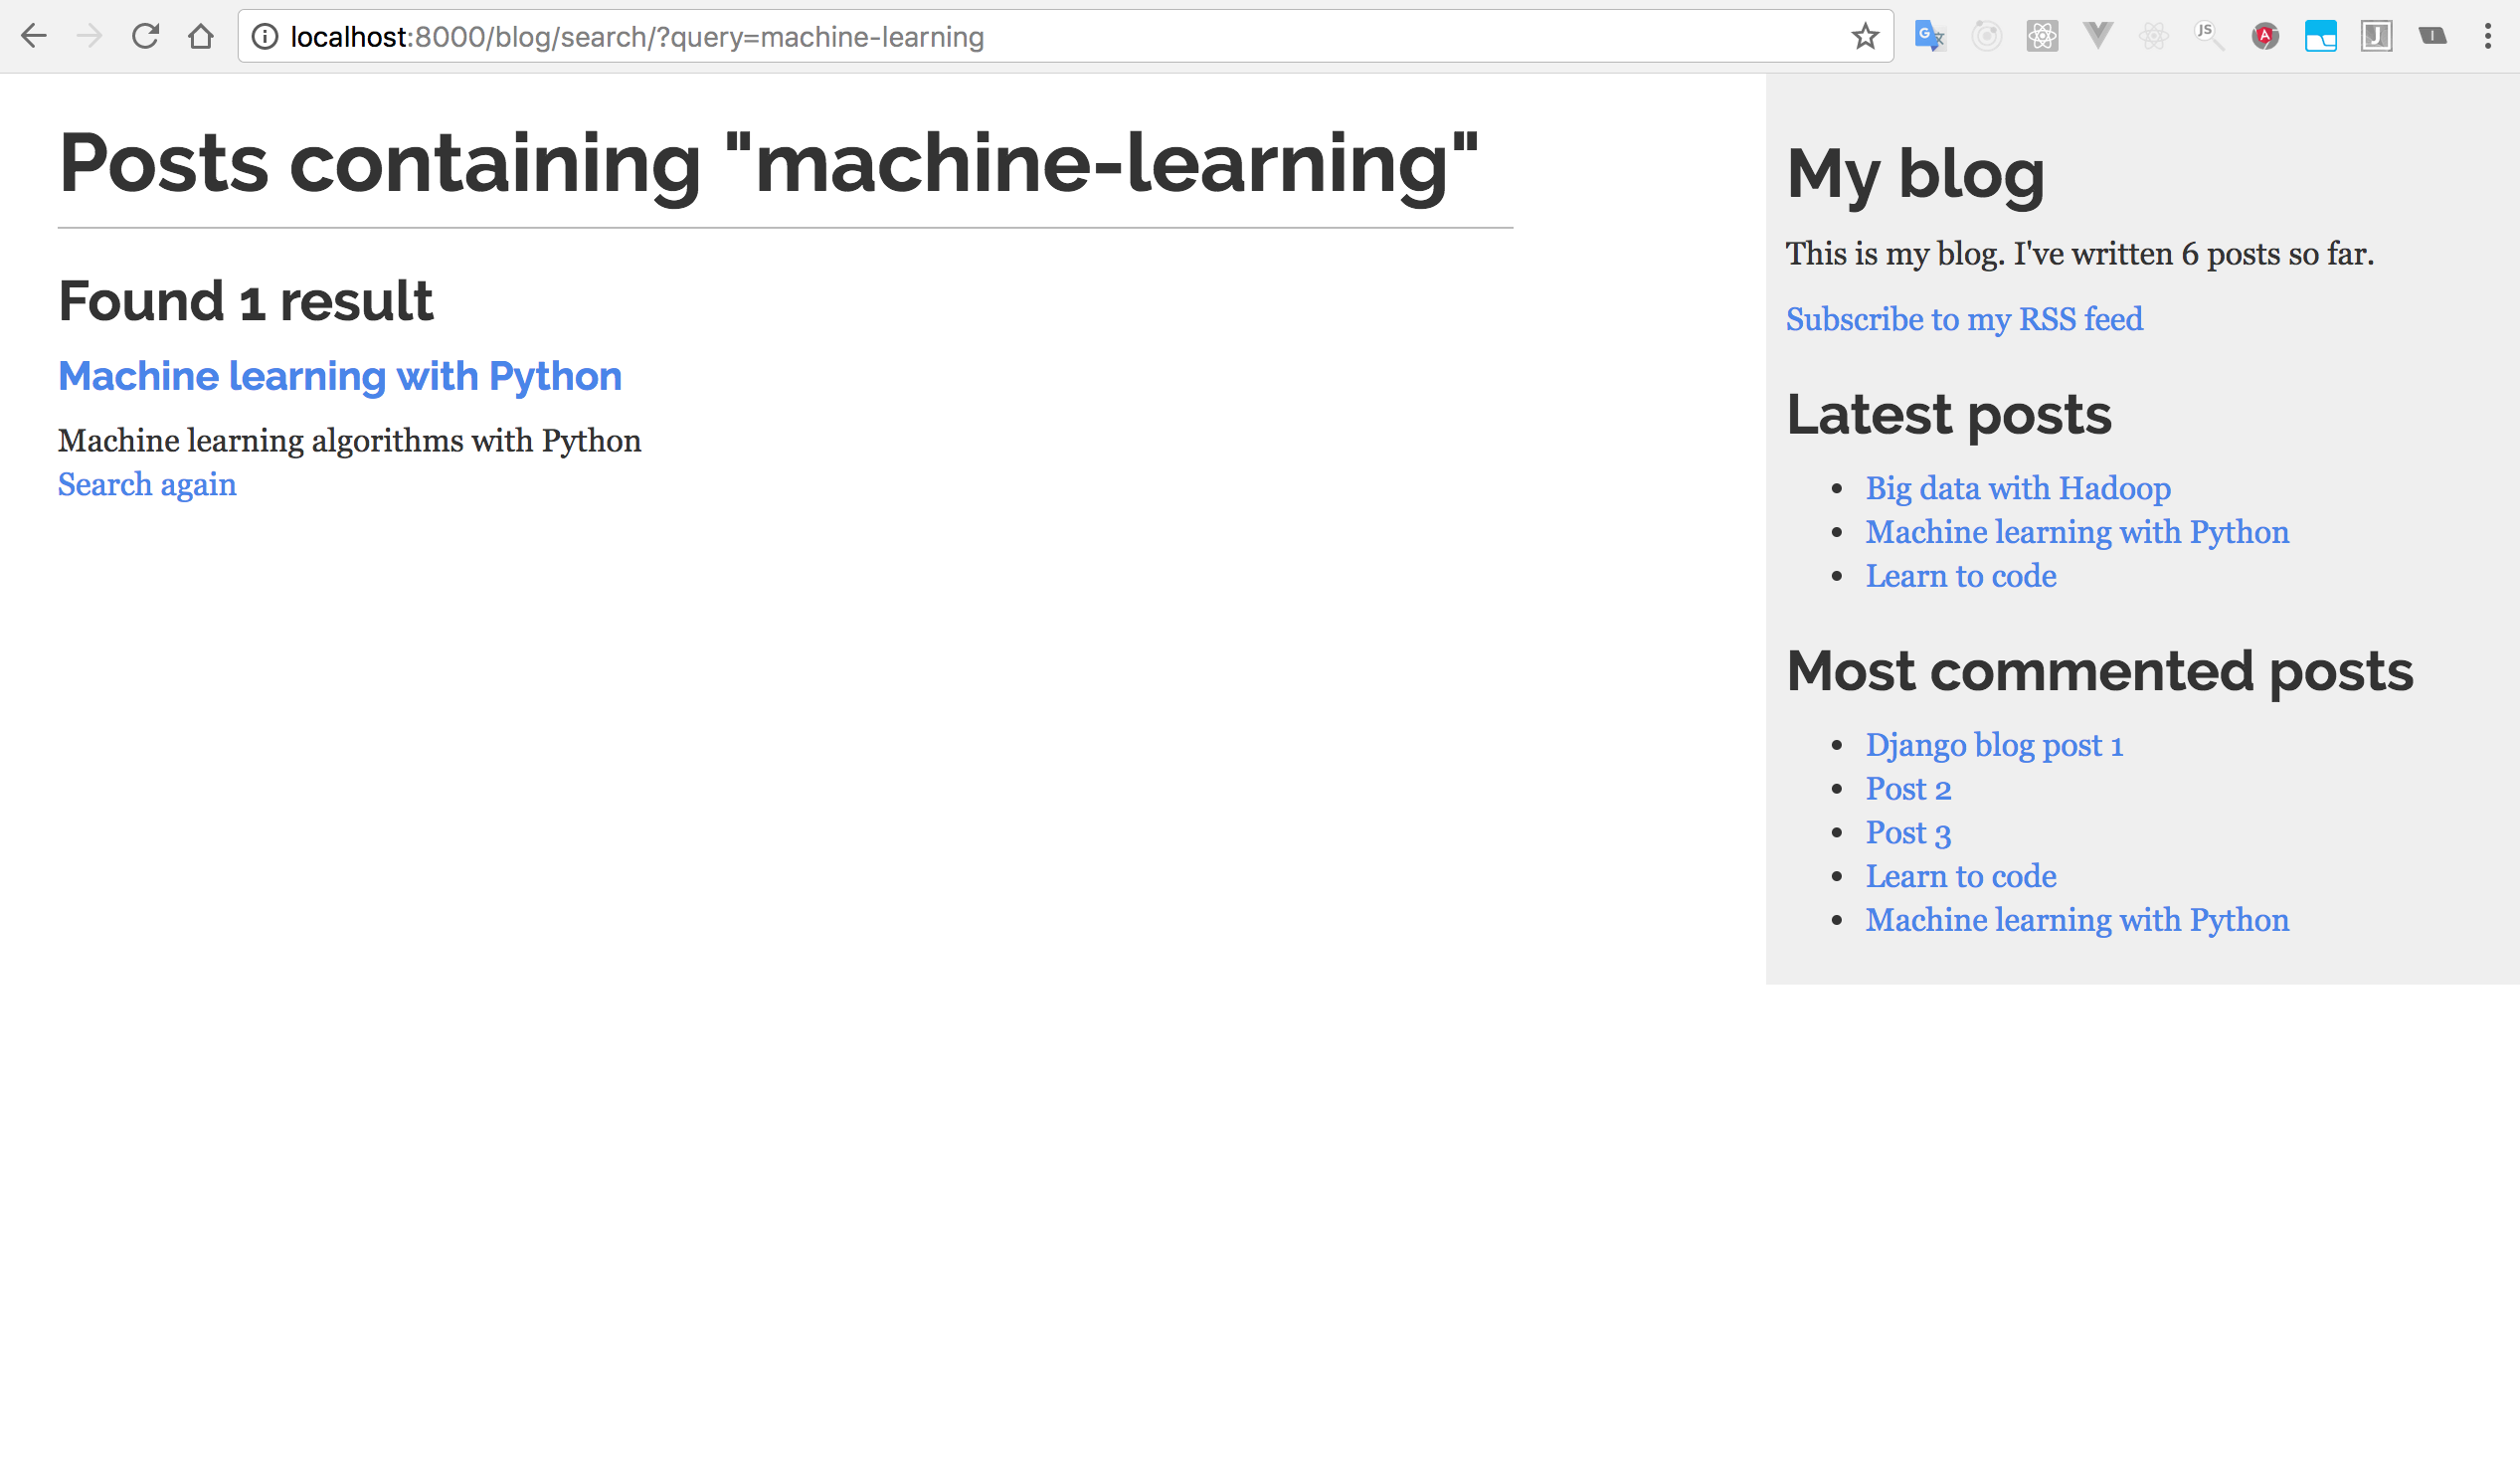 localhost:8000/blog/search/?query=machine-learning
Posts containing "machine-learning"
Found 1 result
Machine learning with Python
Machine learning algorithms with Python
Search again
My blog
This is my blog. I've written 6 posts so far.
Subscribe to my RSS feed
Latest posts
Big data with Hadoop
Machine learning with Python
Learn to code
Most commented posts
Django blog post 1
Post 2
Post 3
Learn to code
Machine learning with Python